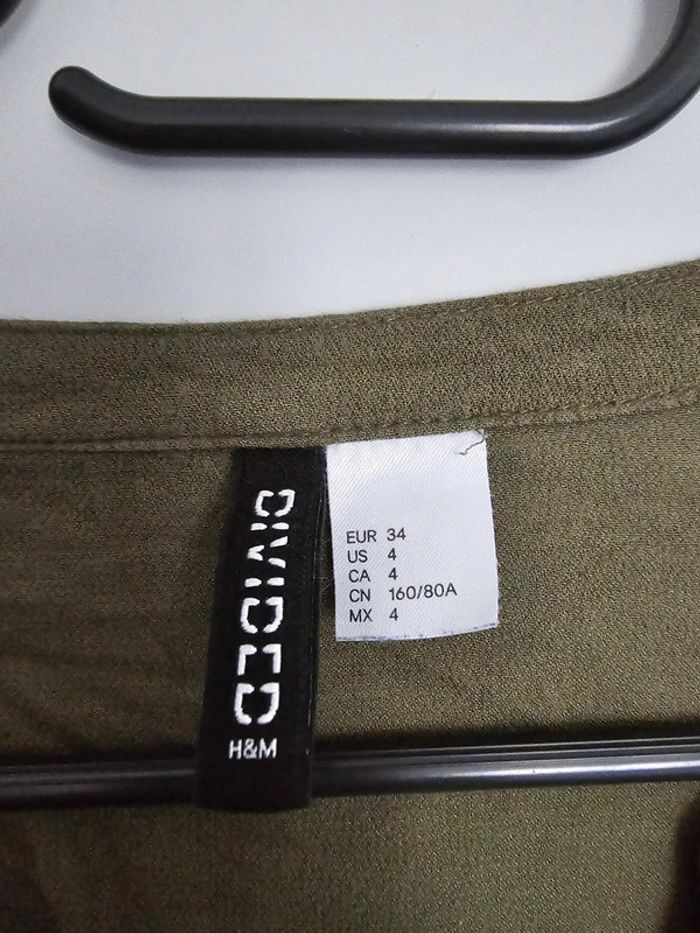 DIVIDED
H&M
EUR 34
US 4
CA 4
CN 160/80A
MX 4